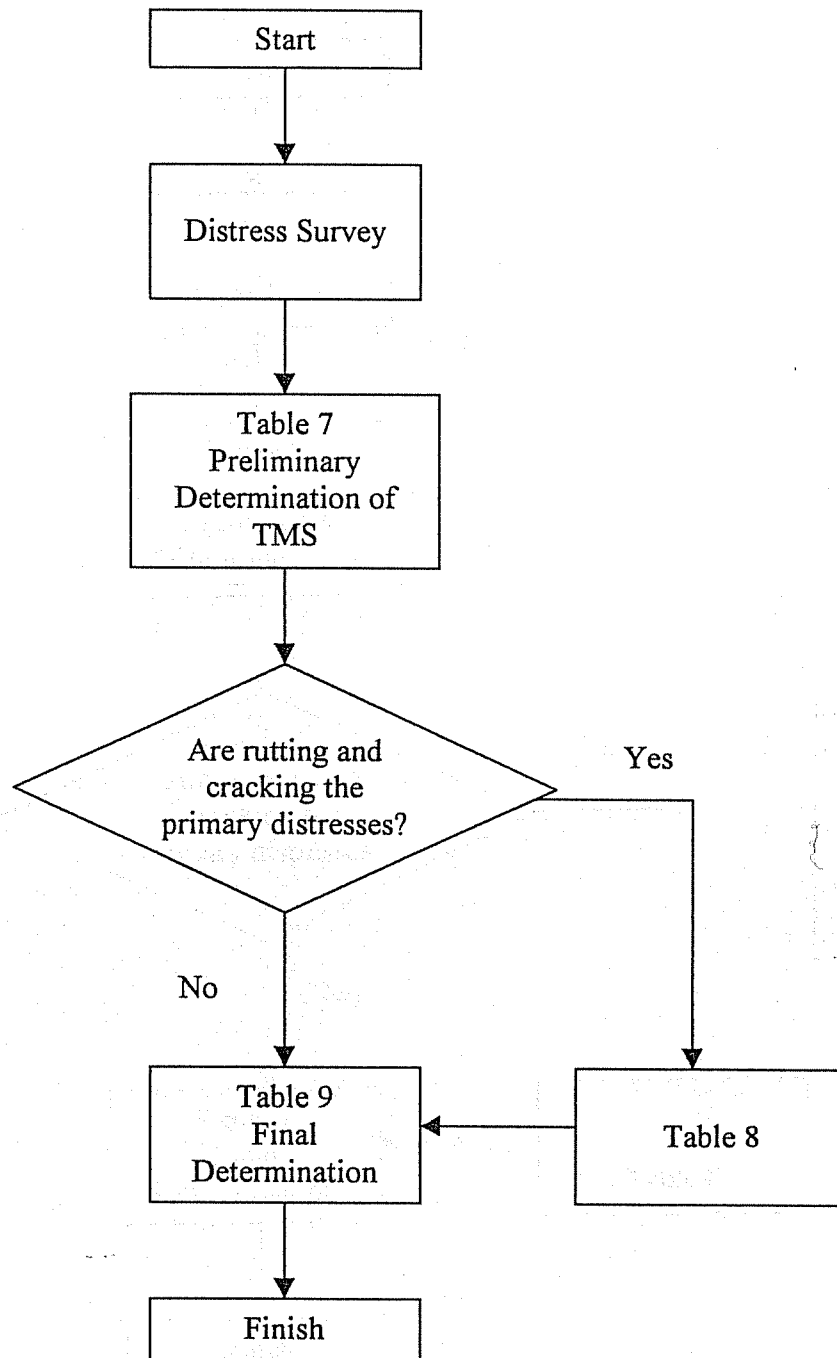 Start
Distress Survey
Table 7
Preliminary
Determination of
TMS
Are rutting and
cracking the
primary distresses?
Yes
No
Table 9
Final
Determination
Table 8
Finish